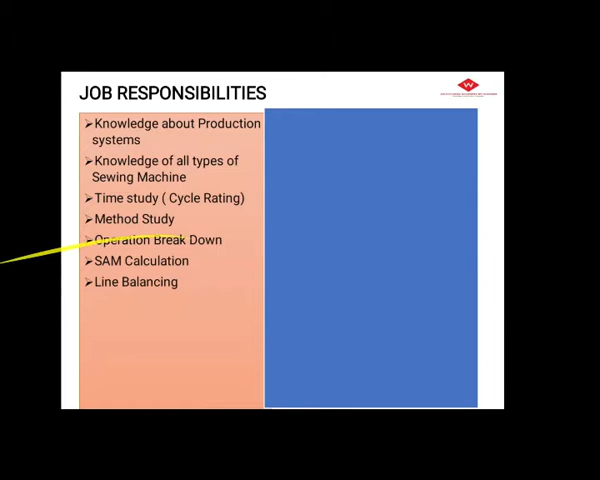 JOB RESPONSIBILITIES
W
➢Knowledge about Production
systems
➢Knowledge of all types of
Sewing Machine
➢Time study ( Cycle Rating)
➢Method Study
➢Operation Break Down
➢SAM Calculation
➢Line Balancing